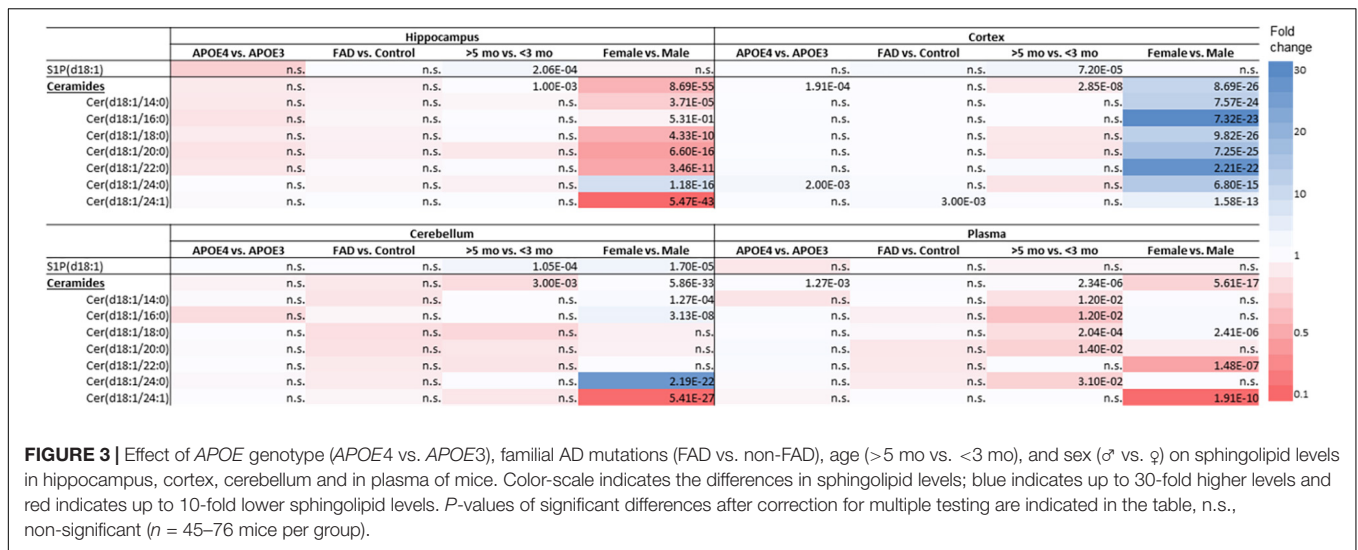 Hippocampus Cortex Fold change
APOE4 vs. APOE3 FAD vs. Control >5 mo vs. <3 mo Female vs. Male APOE4 vs. APOE3 FAD vs. Control >5 mo vs. <3 mo Female vs. Male
S1P(d18:1) n.s. n.s. 2.06E-04 n.s. n.s. n.s. 7.20E-05 n.s. 30
Ceramides n.s. n.s. 1.00E-03 8.69E-55 1.91E-04 n.s. 2.85E-08 8.69E-26
Cer(d18:1/14:0) n.s. n.s. n.s. 3.71E-05 n.s. n.s. n.s. 7.57E-24
Cer(d18:1/16:0) n.s. n.s. n.s. 5.31E-01 n.s. n.s. n.s. 7.32E-23
Cer(d18:1/18:0) n.s. n.s. n.s. 4.33E-10 n.s. n.s. n.s. 9.82E-26 20
Cer(d18:1/20:0) n.s. n.s. n.s. 6.60E-16 n.s. n.s. n.s. 7.25E-25
Cer(d18:1/22:0) n.s. n.s. n.s. 3.46E-11 n.s. n.s. n.s. 2.21E-22
Cer(d18:1/24:0) n.s. n.s. n.s. 1.18E-16 2.00E-03 n.s. n.s. 6.80E-15 10
Cer(d18:1/24:1) n.s. n.s. n.s. 5.47E-43 n.s. 3.00E-03 n.s. 1.58E-13
Cerebellum Plasma
APOE4 vs. APOE3 FAD vs. Control >5 mo vs. <3 mo Female vs. Male APOE4 vs. APOE3 FAD vs. Control >5 mo vs. <3 mo Female vs. Male 1
S1P(d18:1) n.s. n.s. 1.05E-04 1.70E-05 n.s. n.s. n.s. n.s.
Ceramides n.s. n.s. 3.00E-03 5.86E-33 1.27E-03 n.s. 2.34E-06 5.61E-17
Cer(d18:1/14:0) n.s. n.s. n.s. 1.27E-04 n.s. n.s. 1.20E-02 n.s.
Cer(d18:1/16:0) n.s. n.s. n.s. 3.13E-08 n.s. n.s. 1.20E-02 n.s.
Cer(d18:1/18:0) n.s. n.s. n.s. n.s. n.s. n.s. 2.04E-04 2.41E-06 0.5
Cer(d18:1/20:0) n.s. n.s. n.s. n.s. n.s. n.s. 1.40E-02 n.s.
Cer(d18:1/22:0) n.s. n.s. n.s. n.s. n.s. n.s. n.s. 1.48E-07
Cer(d18:1/24:0) n.s. n.s. n.s. 2.19E-22 n.s. n.s. 3.10E-02 n.s.
Cer(d18:1/24:1) n.s. n.s. n.s. 5.41E-27 n.s. n.s. n.s. 1.91E-10 0.1
FIGURE 3 | Effect of APOE genotype (APOE4 vs. APOE3), familial AD mutations (FAD vs. non-FAD), age (>5 mo vs. <3 mo), and sex (♂ vs. ♀) on sphingolipid levels
in hippocampus, cortex, cerebellum and in plasma of mice. Color-scale indicates the differences in sphingolipid levels; blue indicates up to 30-fold higher levels and
red indicates up to 10-fold lower sphingolipid levels. P-values of significant differences after correction for multiple testing are indicated in the table, n.s.,
non-significant (n = 45–76 mice per group).